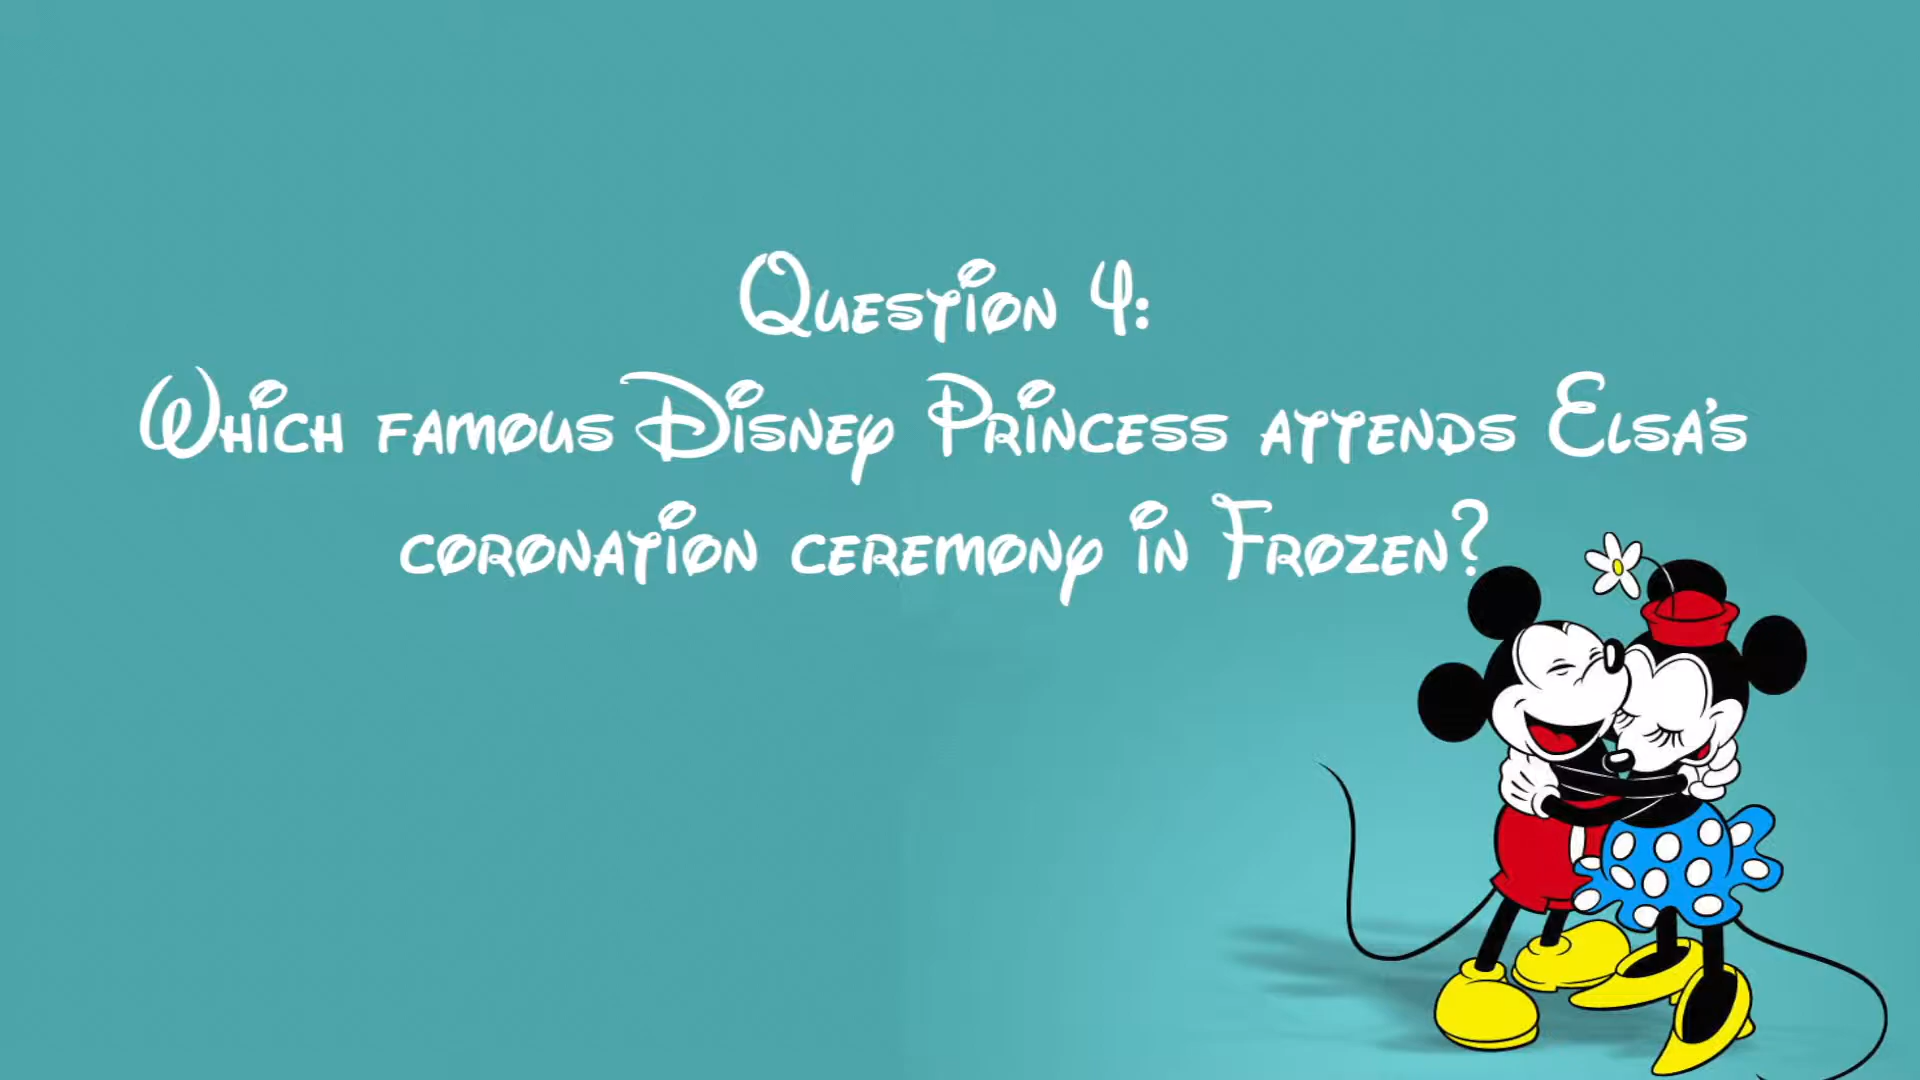 Question 4:
Which famous Disney Princess attends Elsa's
coronation ceremony in Frozen?